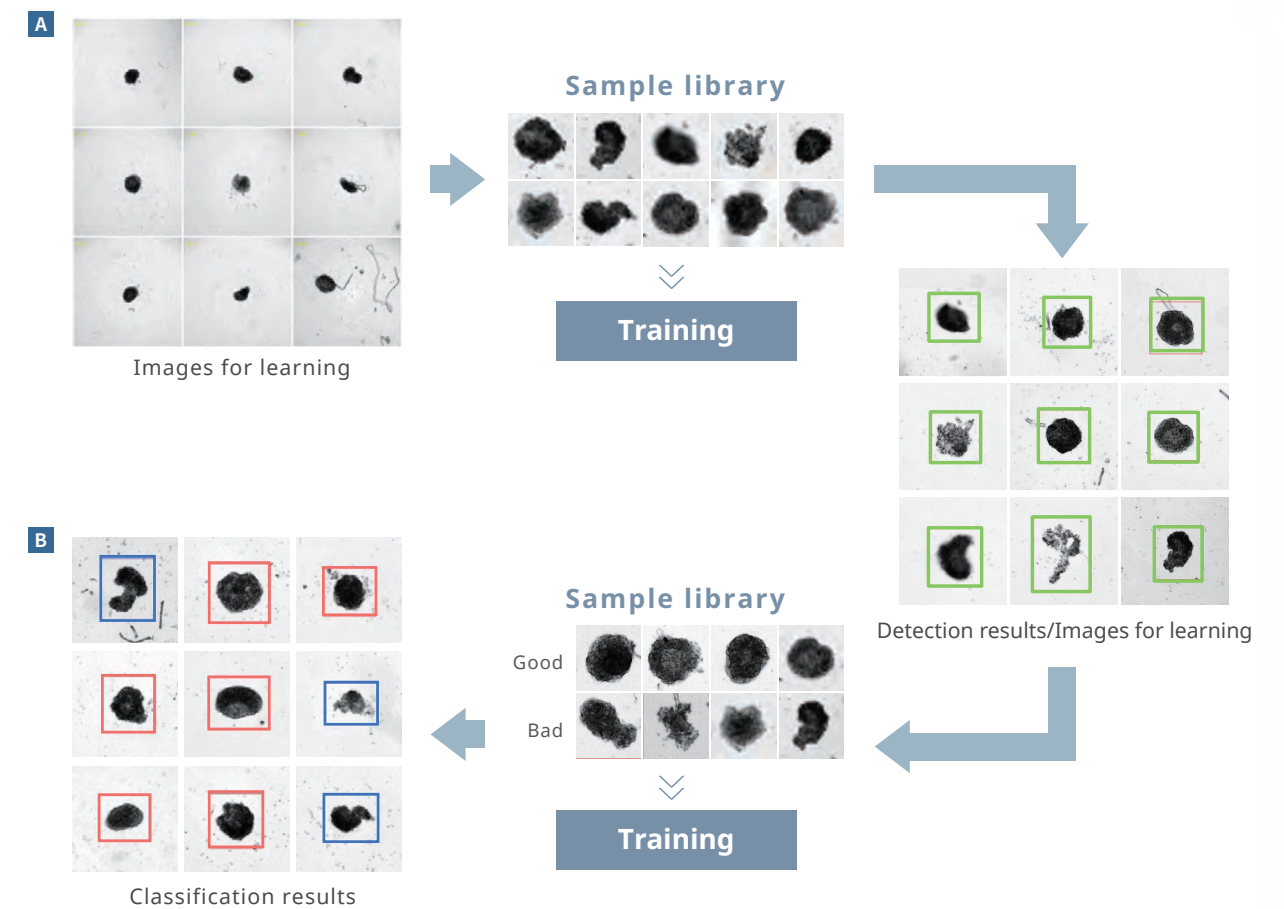 A
Sample library
Training
Images for learning
Detection results/Images for learning
B
Sample library
Good
Bad
Training
Classification results